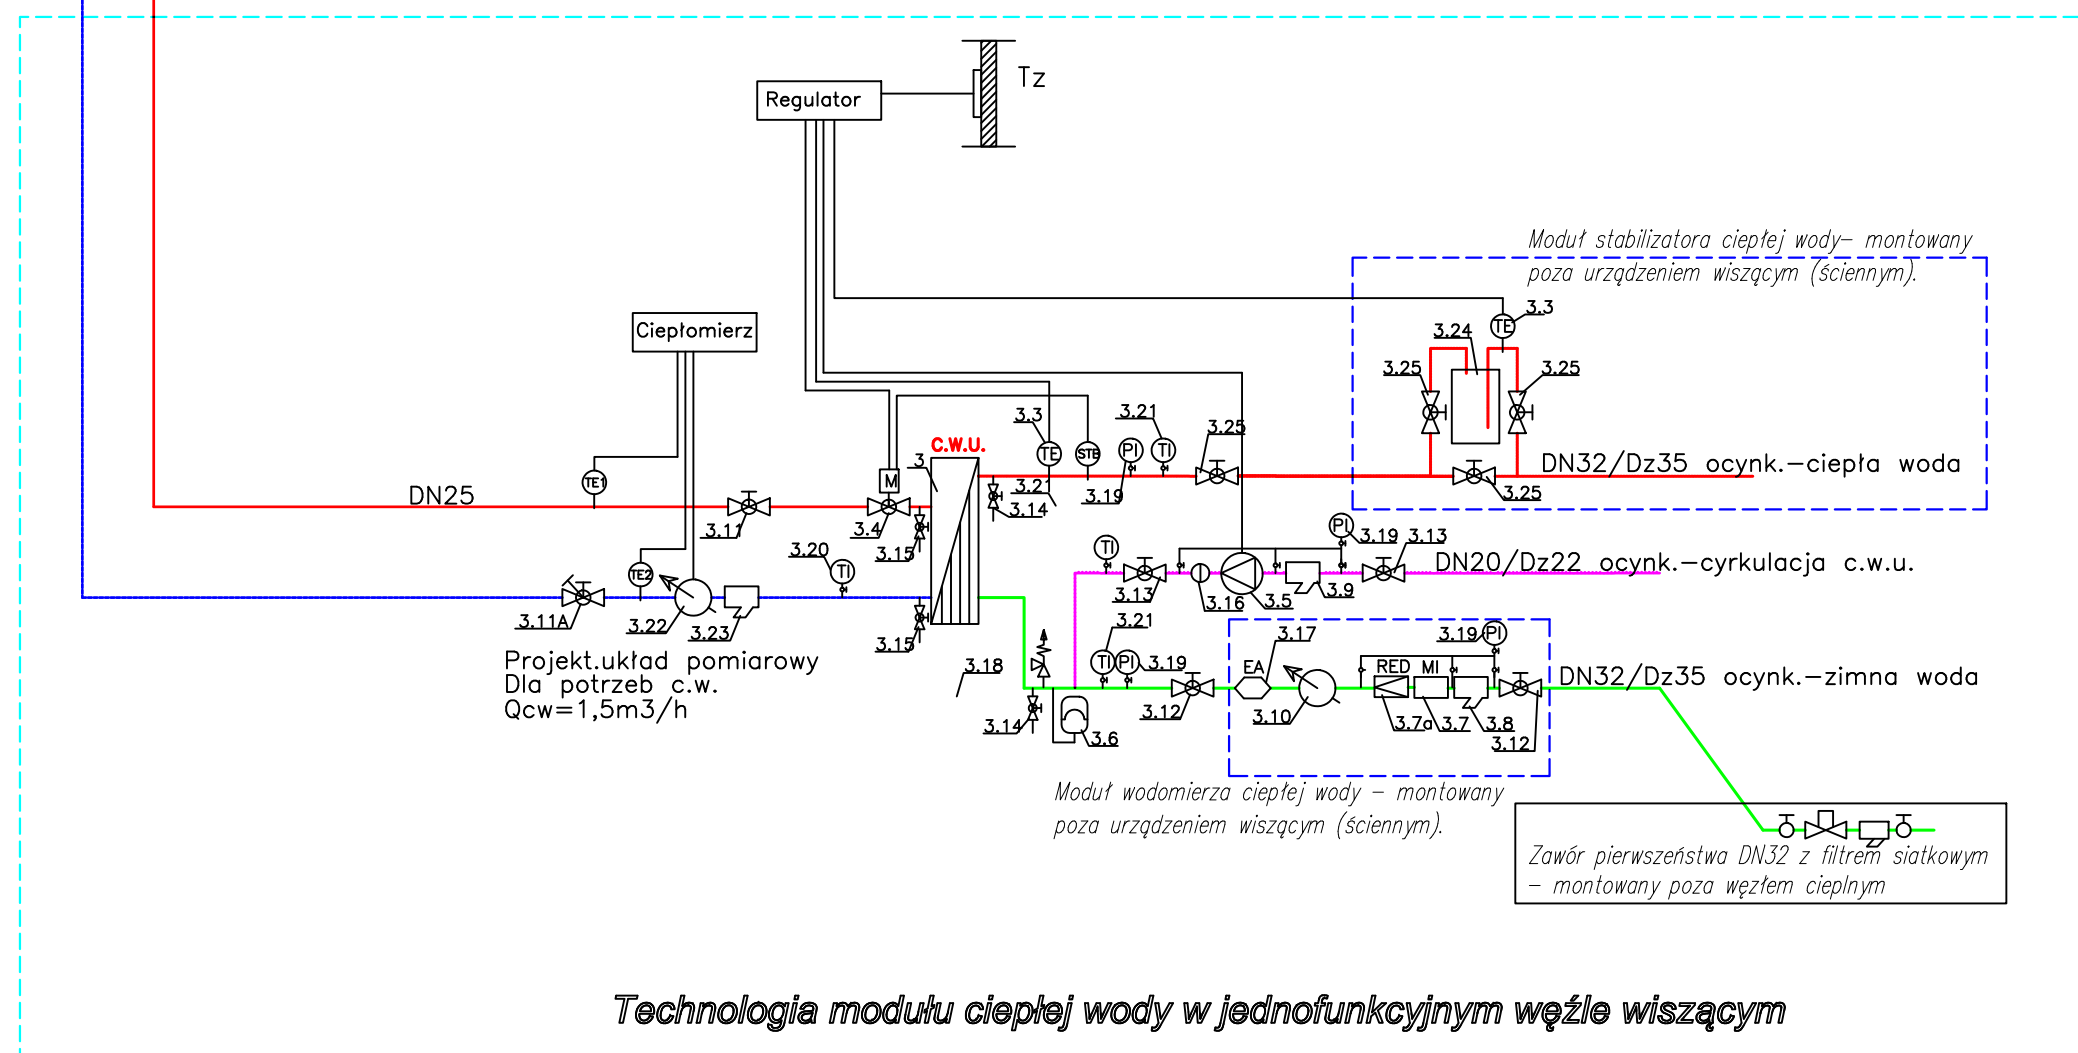 Tz
Regulator
Moduł stabilizatora ciepłej wody– montowany
poza urządzeniem wiszącym (ściennym).
3.3
TE
3.24
Ciepłomierz
3.25
3.25
3.3
3.21
3.25
C.W.U.
TE
STB
PI
TI
3
DN32/Dz35 ocynk.–ciepła woda
TE1
M
DN25
3.21
3.19
3.25
3.14
3.11
3.4
PI
3.19
3.13
3.20
3.15
TI
DN20/Dz22 ocynk.–cyrkulacja c.w.u.
TE2
TI
3.13
3.16
3.5
3.9
3.11A
3.22
3.23
3.15
3.21
3.17
3.19
PI
Projekt.układ pomiarowy
Dla potrzeb c.w.
Qcw=1,5m3/h
3.18
TI
PI
3.19
EA
RED
MI
DN32/Dz35 ocynk.–zimna woda
3.14
3.6
3.12
3.10
3.7a
3.7
3.8
3.12
Moduł wodomierza ciepłej wody – montowany
poza urządzeniem wiszącym (ściennym).
Zawór pierwszeństwa DN32 z filtrem siatkowym
– montowany poza węzłem cieplnym
Technologia modułu ciepłej wody w jednofunkcyjnym węźle wiszącym